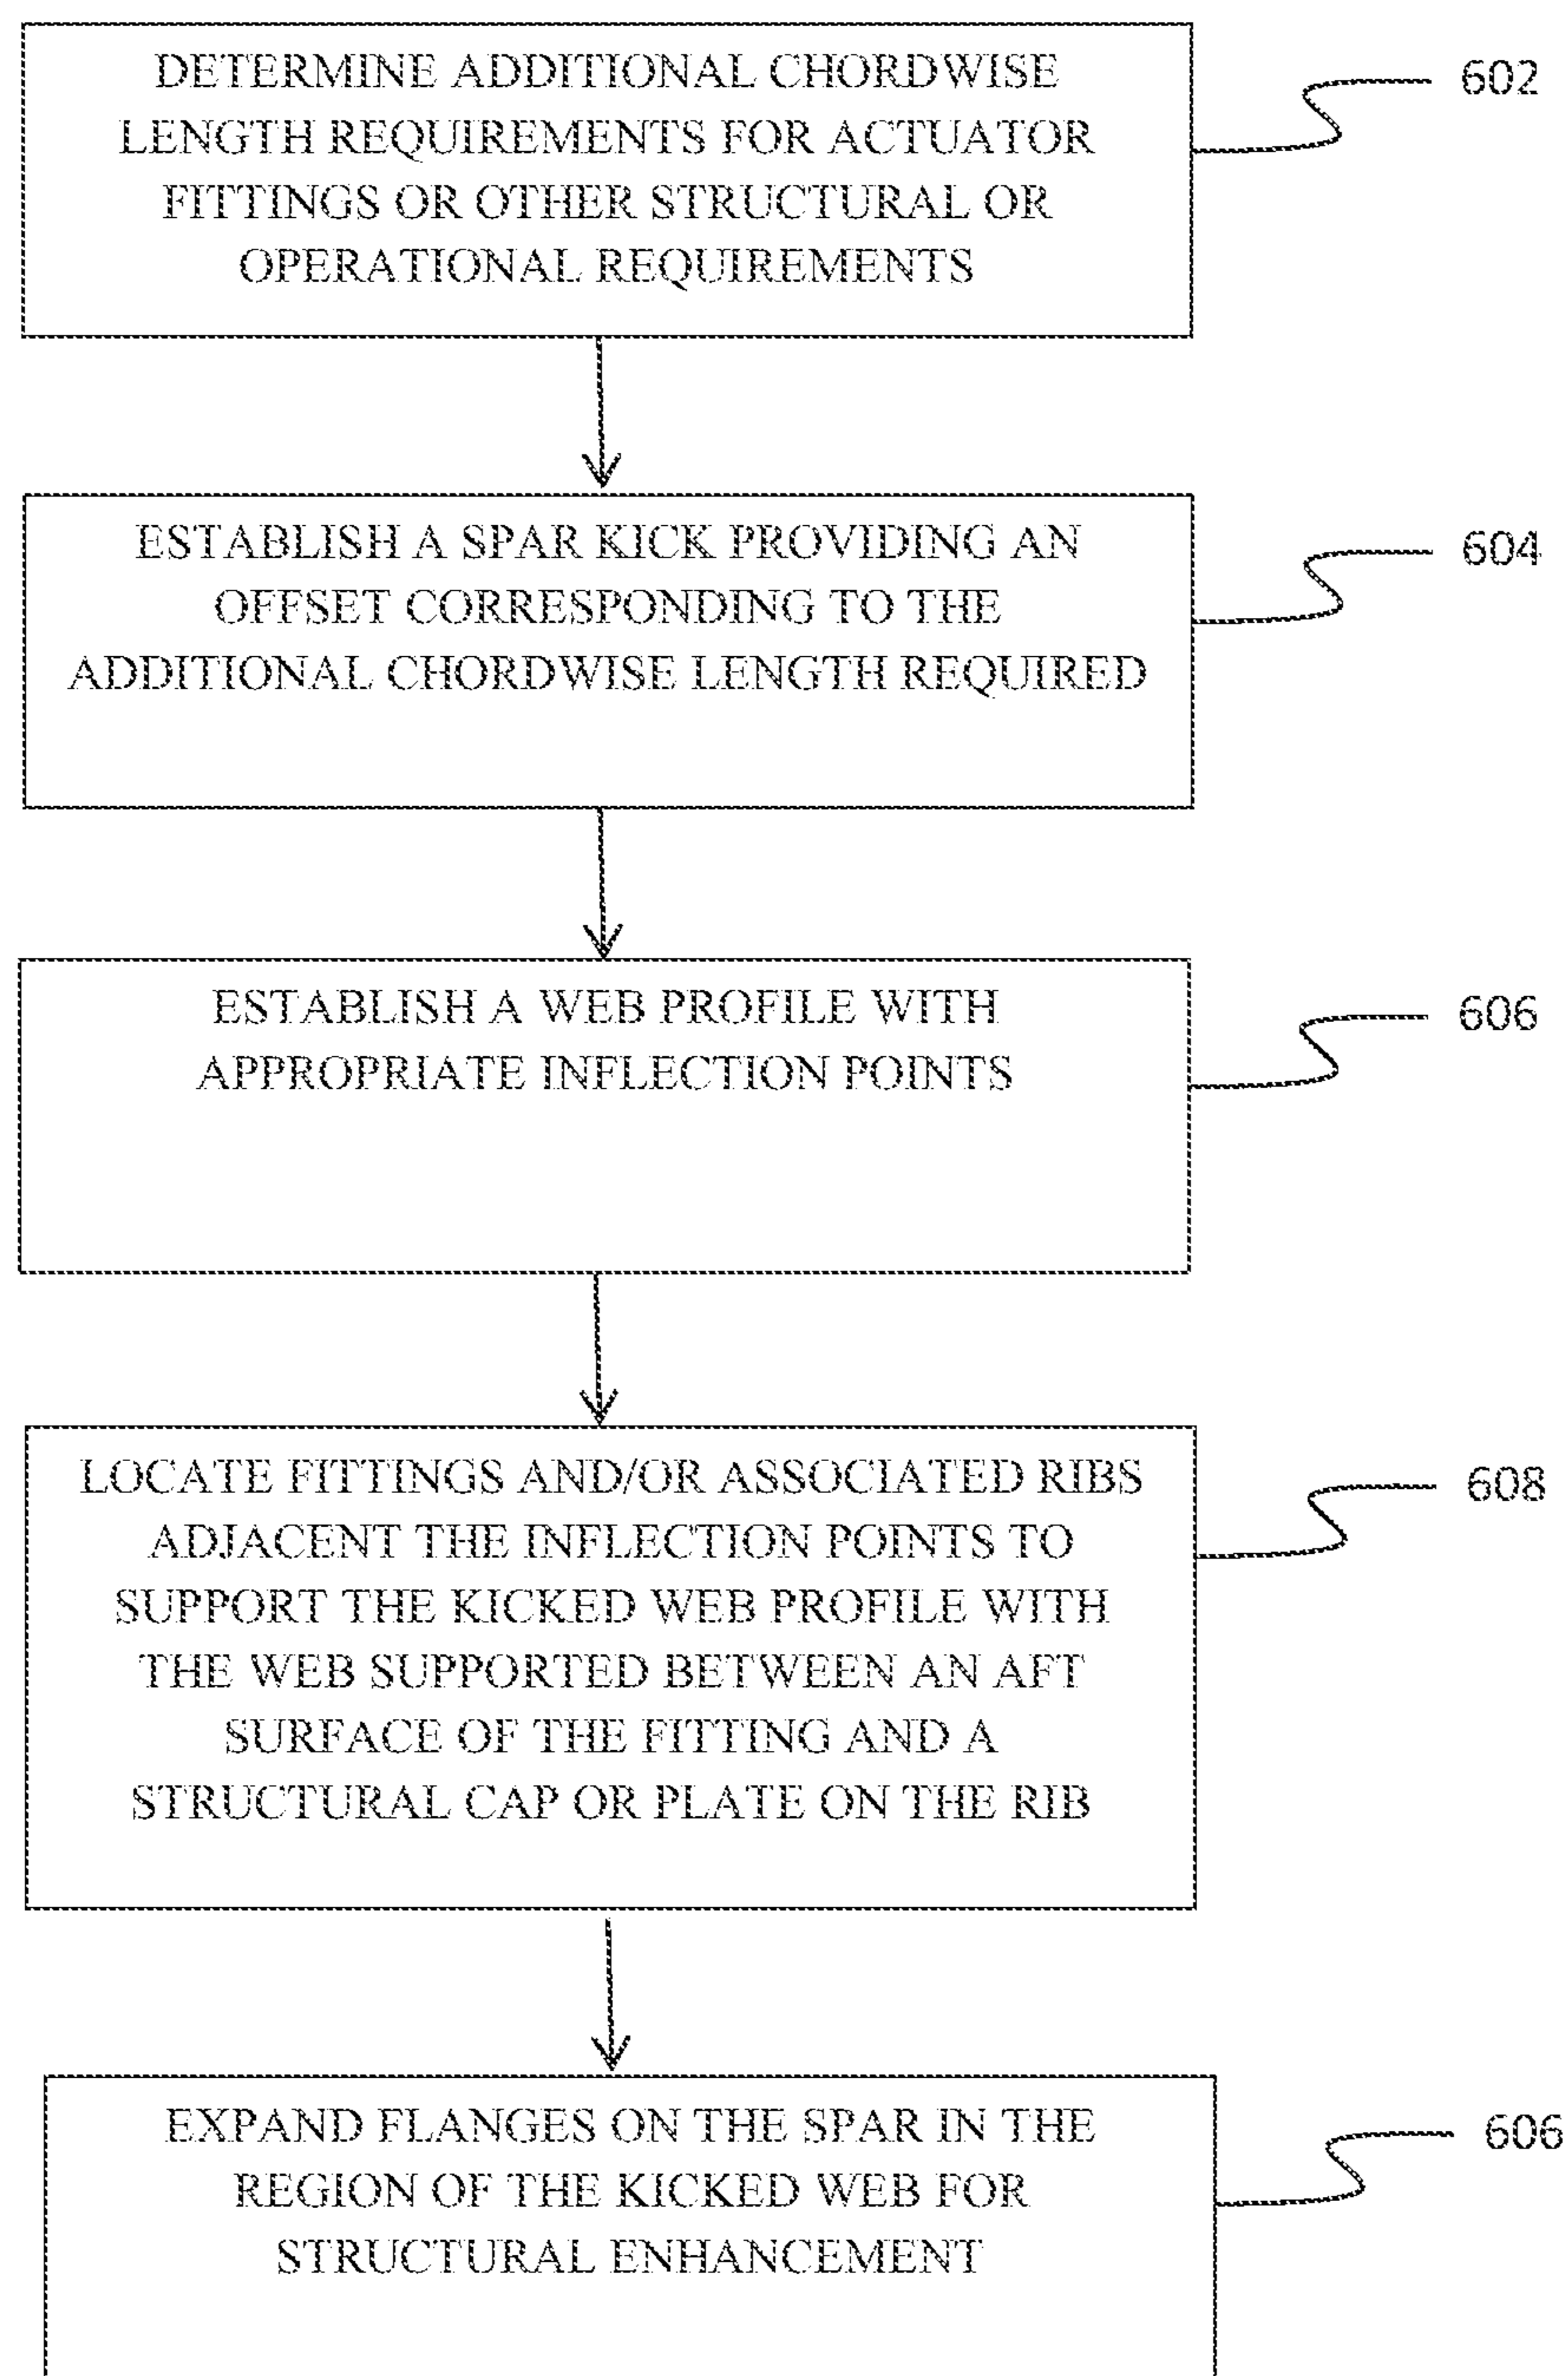 DETERMINE ADDITIONAL CHORDWISE
LENGTH REQUIREMENTS FOR ACTUATOR
FITTINGS OR OTHER STRUCTURAL OR
OPERATIONAL REQUIREMENTS
602
ESTABLISH A SPAR KICK PROVIDING AN
OFFSET CORRESPONDING TO THE
ADDITIONAL CHORDWISE LENGTH REQUIRED
604
ESTABLISH A WEB PROFILE WITH
APPROPRIATE INFLECTION POINTS
606
LOCATE FITTINGS AND/OR ASSOCIATED RIBS
ADJACENT THE INFLECTION POINTS TO
SUPPORT THE KICKED WEB PROFILE WITH
THE WEB SUPPORTED BETWEEN AN AFT
SURFACE OF THE FITTING AND A
STRUCTURAL CAP OR PLATE ON THE RIB
608
EXPAND FLANGES ON THE SPAR IN THE
REGION OF THE KICKED WEB FOR
STRUCTURAL ENHANCEMENT
606